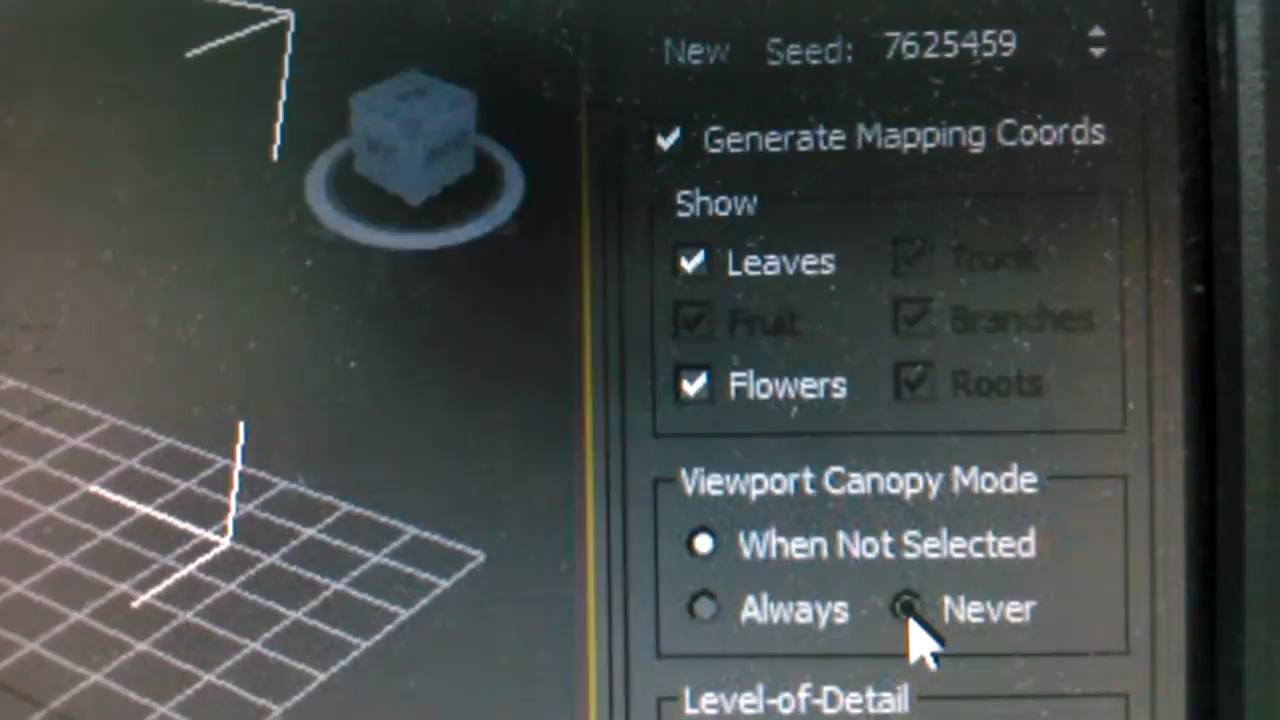 New Seed: 7625459
Generate Mapping Coords
Show
Leaves Trunk
Fruit Branches
Flowers Roots
Viewport Canopy Mode
When Not Selected
Always Never
Level-of-Detail